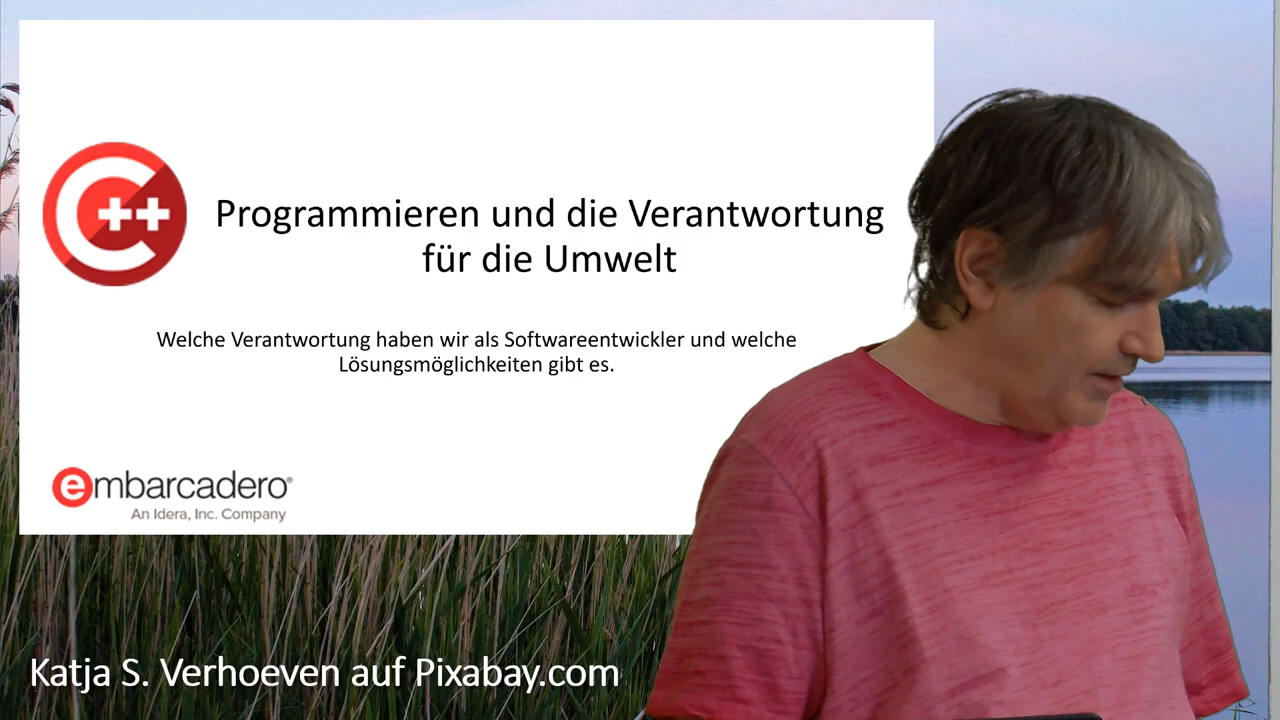 C++
Programmieren und die Verantwortung
für die Umwelt
Welche Verantwortung haben wir als Softwareentwickler und welche
Lösungsmöglichkeiten gibt es.
embarcadero®
An Idera, Inc. Company
Katja S. Verhoeven auf Pixabay.com